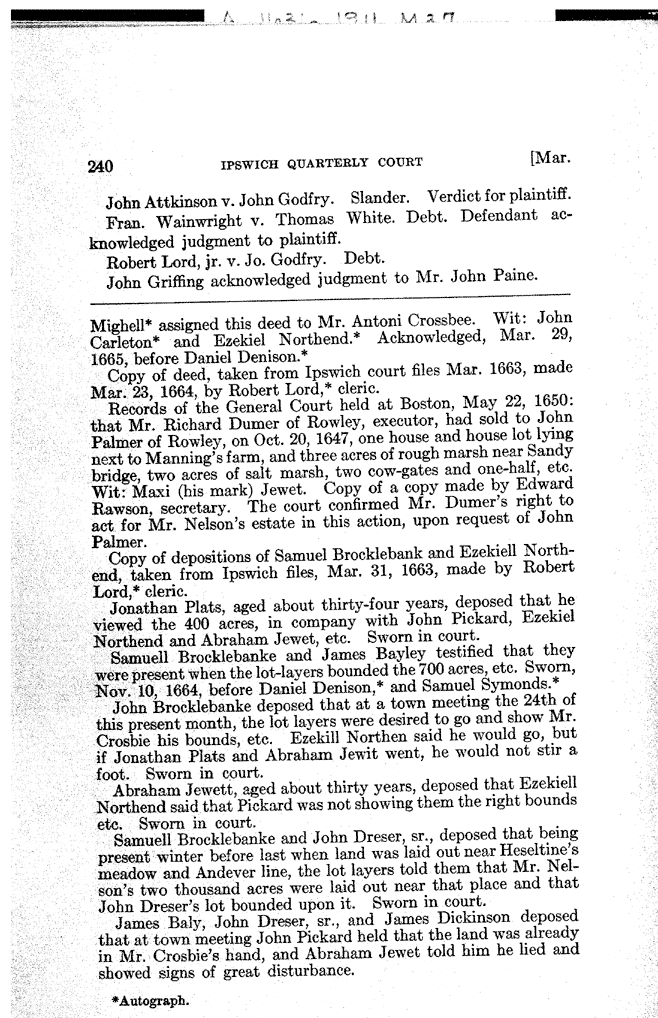 1911 M27
240 IPSWICH QUARTERLY COURT [Mar.
John Attkinson v. John Godfry. Slander. Verdict for plaintiff.
Fran. Wainwright v. Thomas White. Debt. Defendant ac-
knowledged judgment to plaintiff.
Robert Lord, jr. v. Jo. Godfry. Debt.
John Griffing acknowledged judgment to Mr. John Paine.
Mighell* assigned this deed to Mr. Antoni Crossbee. Wit: John
Carleton* and Ezekiel Northend.* Acknowledged, Mar. 29,
1665, before Daniel Denison.*
Copy of deed, taken from Ipswich court files Mar. 1663, made
Mar. 23, 1664, by Robert Lord,* cleric.
Records of the General Court held at Boston, May 22, 1650:
that Mr. Richard Dumer of Rowley, executor, had sold to John
Palmer of Rowley, on Oct. 20, 1647, one house and house lot lying
next to Manning's farm, and three acres of rough marsh near Sandy
bridge, two acres of salt marsh, two cow-gates and one-half, etc.
Wit: Maxi (his mark) Jewet. Copy of a copy made by Edward
Rawson, secretary. The court confirmed Mr. Dumer's right to
act for Mr. Nelson's estate in this action, upon request of John
Palmer.
Copy of depositions of Samuel Brocklebank and Ezekiell North-
end, taken from Ipswich files, Mar. 31, 1663, made by Robert
Lord,* cleric.
Jonathan Plats, aged about thirty-four years, deposed that he
viewed the 400 acres, in company with John Pickard, Ezekiel
Northend and Abraham Jewet, etc. Sworn in court.
Samuell Brocklebanke and James Bayley testified that they
were present when the lot-layers bounded the 700 acres, etc. Sworn,
Nov. 10, 1664, before Daniel Denison,* and Samuel Symonds.*
John Brocklebanke deposed that at a town meeting the 24th of
this present month, the lot layers were desired to go and show Mr.
Crosbie his bounds, etc. Ezekill Northen said he would go, but
if Jonathan Plats and Abraham Jewit went, he would not stir a
foot. Sworn in court.
Abraham Jewett, aged about thirty years, deposed that Ezekiell
Northend said that Pickard was not showing them the right bounds
etc. Sworn in court.
Samuell Brocklebanke and John Dreser, sr., deposed that being
present winter before last when land was laid out near Heseltine's
meadow and Andever line, the lot layers told them that Mr. Nel-
son's two thousand acres were laid out near that place and that
John Dreser's lot bounded upon it. Sworn in court.
James Baly, John Dreser, sr., and James Dickinson deposed
that at town meeting John Pickard held that the land was already
in Mr. Crosbie's hand, and Abraham Jewet told him he lied and
showed signs of great disturbance.
*Autograph.